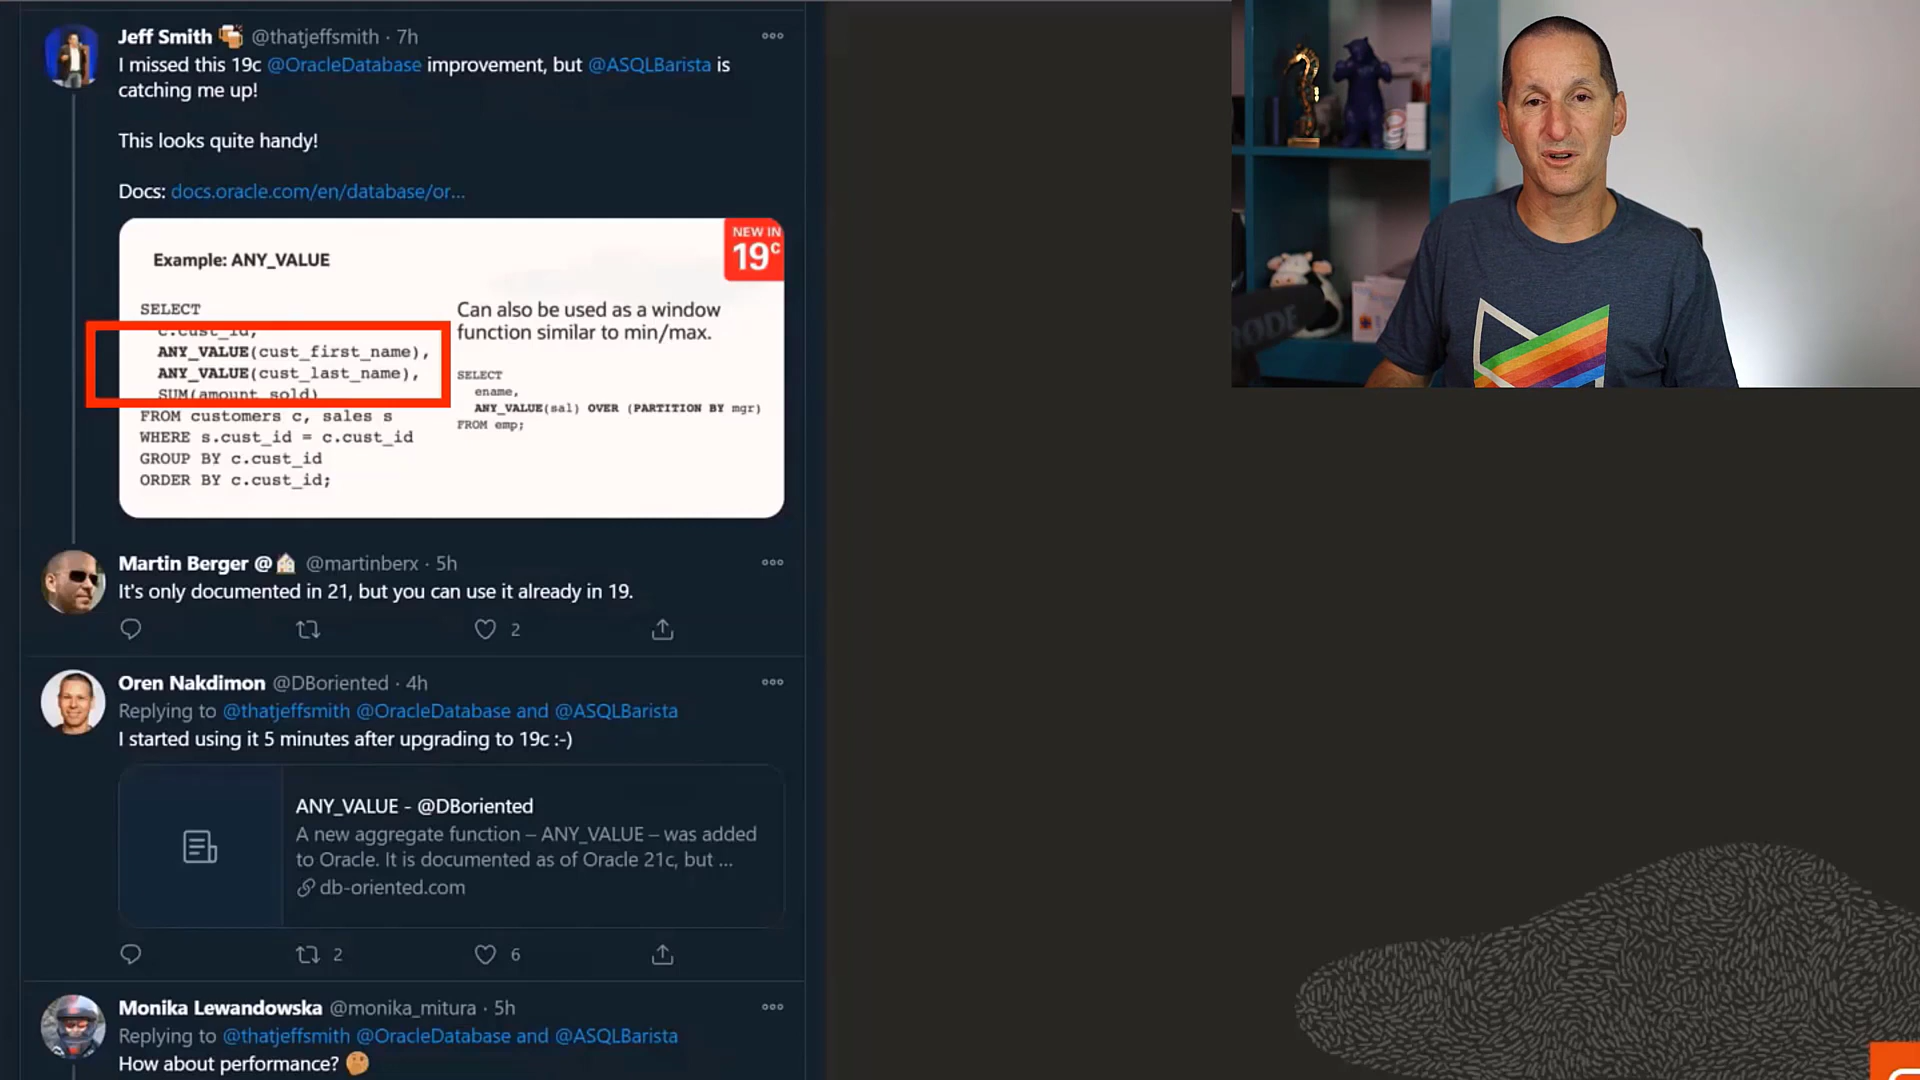 Jeff Smith 🍻 @thatjeffsmith · 7h
I missed this 19c @OracleDatabase improvement, but @ASQLBarista is
catching me up!
This looks quite handy!
Docs: docs.oracle.com/en/database/or...
NEW IN
19c
Example: ANY_VALUE
SELECT
c.cust_id,
ANY_VALUE(cust_first_name),
ANY_VALUE(cust_last_name),
SUM(amount_sold)
FROM customers c, sales s
WHERE s.cust_id = c.cust_id
GROUP BY c.cust_id
ORDER BY c.cust_id;
Can also be used as a window
function similar to min/max.
SELECT
ename,
ANY_VALUE(sal) OVER (PARTITION BY mgr)
FROM emp;
Martin Berger @🏠 @martinberx · 5h
It's only documented in 21, but you can use it already in 19.
2
Oren Nakdimon @DBoriented · 4h
Replying to @thatjeffsmith @OracleDatabase and @ASQLBarista
I started using it 5 minutes after upgrading to 19c :-)
ANY_VALUE - @DBoriented
A new aggregate function – ANY_VALUE – was added
to Oracle. It is documented as of Oracle 21c, but ...
db-oriented.com
2 6
Monika Lewandowska @monika_mitura · 5h
Replying to @thatjeffsmith @OracleDatabase and @ASQLBarista
How about performance? 🤔
RODE